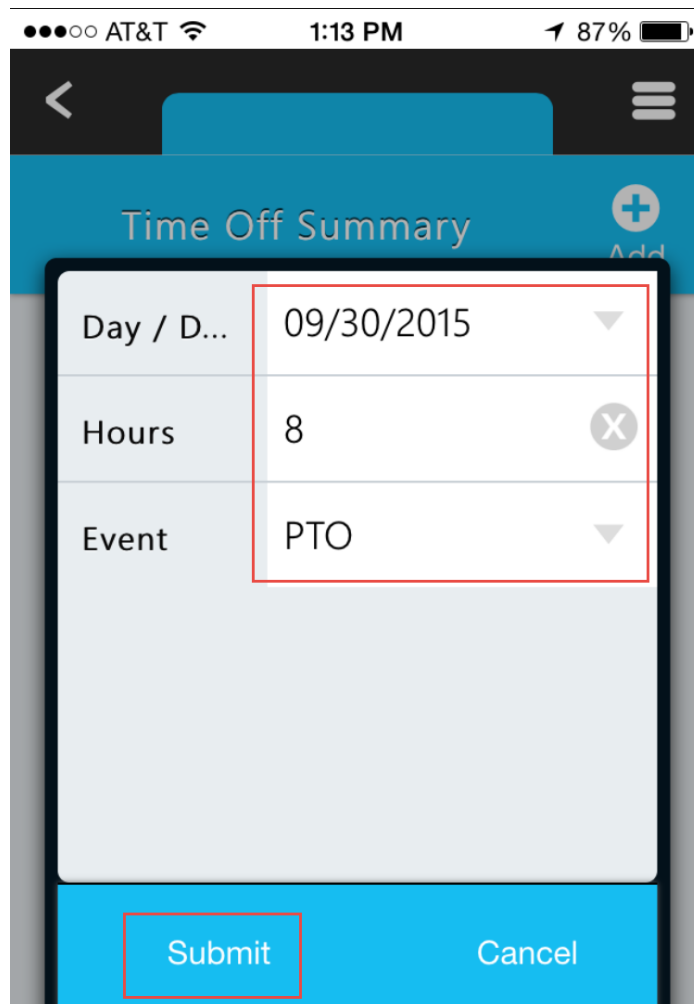 AT&T 1:13 PM 87%
Time Off Summary
Add
Day / D... 09/30/2015
Hours 8
Event PTO
Submit Cancel